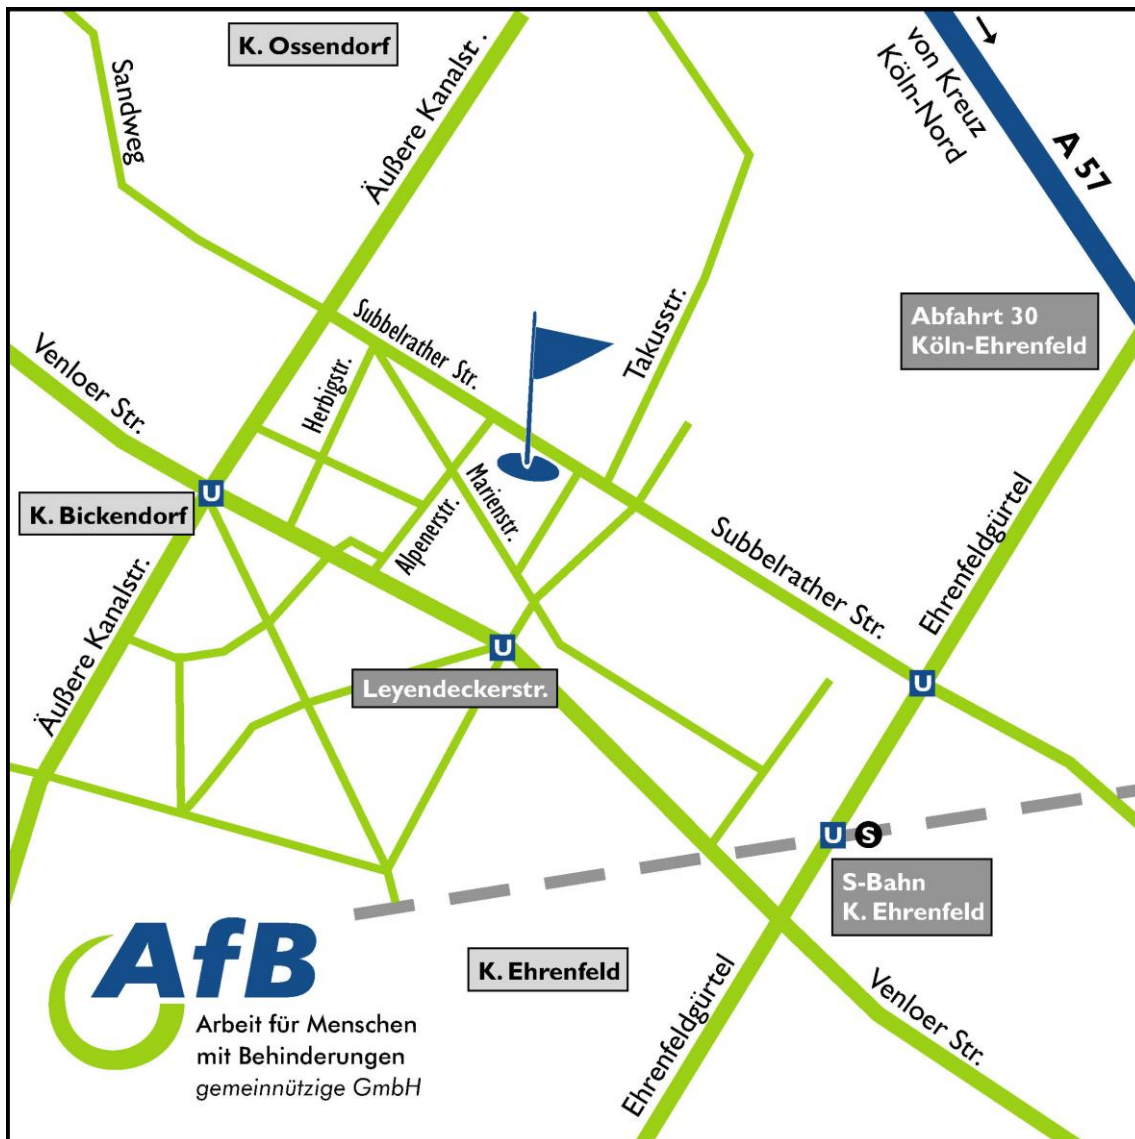 K. Ossendorf
Äußere Kanalst .
Sandweg
von Kreuz
Köln-Nord
A 57
Abfahrt 30
Köln-Ehrenfeld
Subbelrather Str.
Takusstr.
Venloer Str.
Herbigstr.
U
K. Bickendorf
Alpenerstr.
Marienstr.
Subbelrather Str.
Ehrenfeldgürtel
Äußere Kanalstr.
U
Leyendeckerstr.
U
U S
S-Bahn
K. Ehrenfeld
K. Ehrenfeld
Ehrenfeldgürtel
Venloer Str.
AfB
Arbeit für Menschen
mit Behinderungen
gemeinnützige GmbH